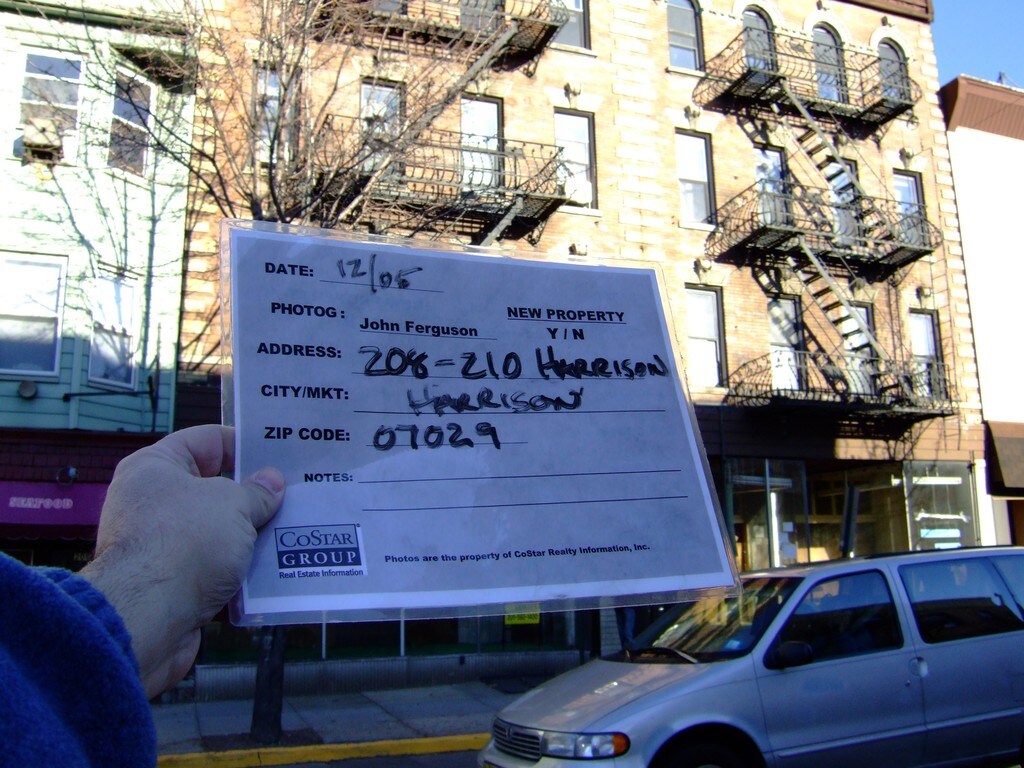 DATE: 12/05
PHOTOG: John Ferguson
NEW PROPERTY
Y / N
ADDRESS: 208-210 HARRISON
CITY/MKT: HARRISON
ZIP CODE: 07029
NOTES:
COSTAR
GROUP
Real Estate Information
Photos are the property of CoStar Realty Information, Inc.
SEAFOOD